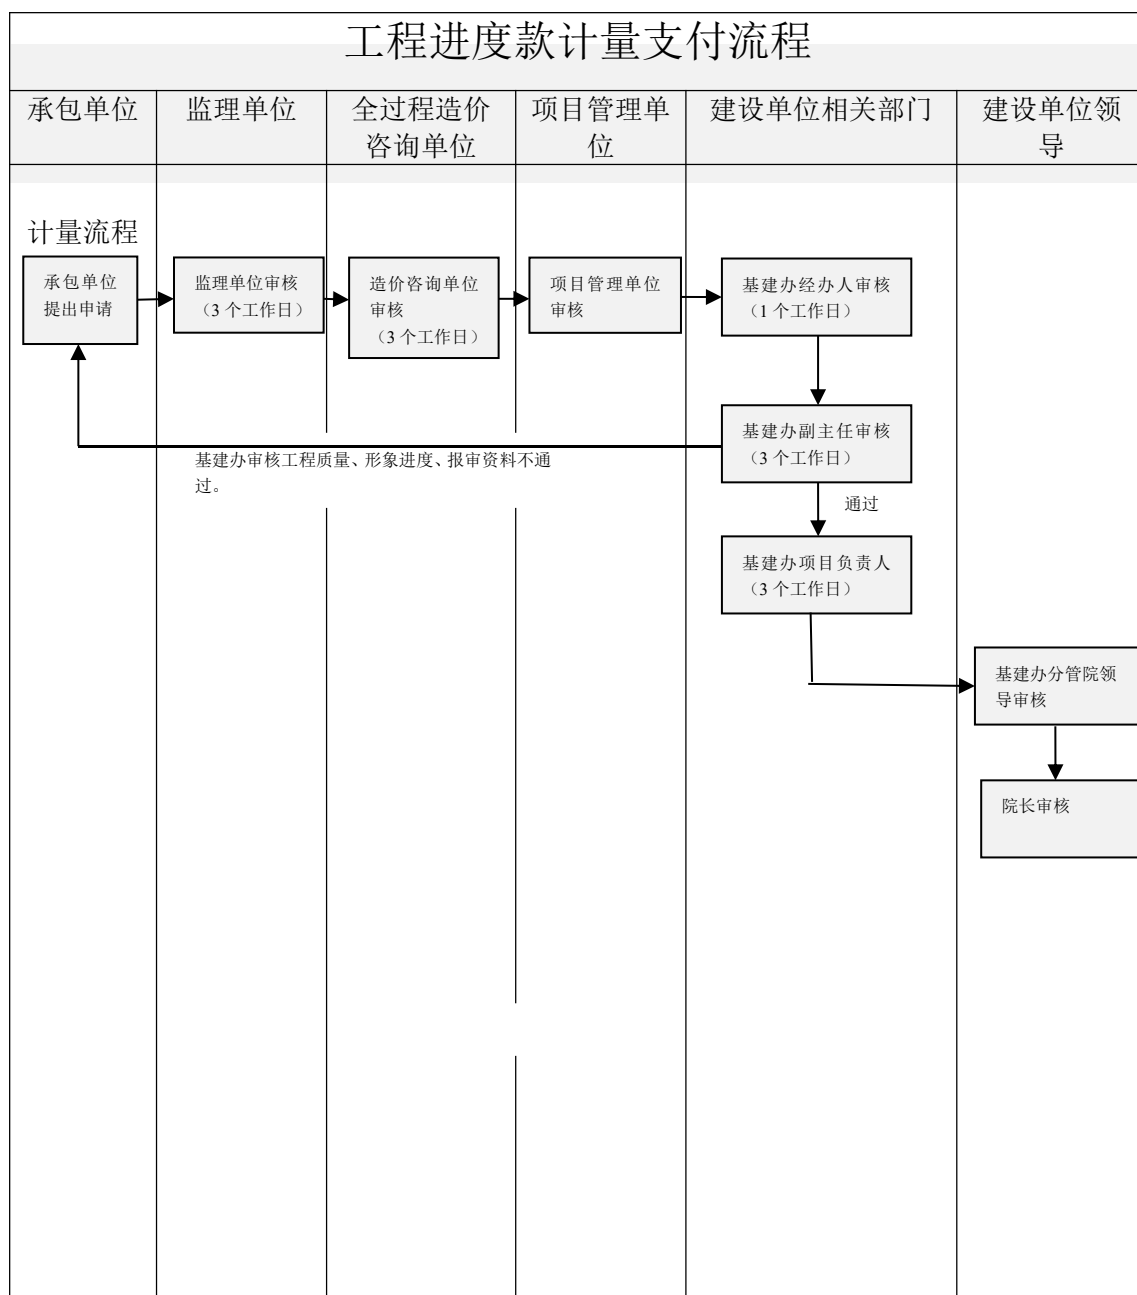 工程进度款计量支付流程
承包单位
监理单位
全过程造价
咨询单位
项目管理单
位
建设单位相关部门
建设单位领
导
计量流程
承包单位
提出申请
监理单位审核
（3 个工作日）
造价咨询单位
审核
（3 个工作日）
项目管理单位
审核
基建办经办人审核
（1 个工作日）
基建办副主任审核
（3 个工作日）
基建办审核工程质量、形象进度、报审资料不通
过。
通过
基建办项目负责人
（3 个工作日）
基建办分管院领
导审核
院长审核